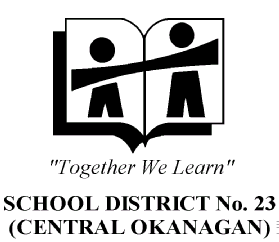 "Together We Learn"
SCHOOL DISTRICT No. 23
(CENTRAL OKANAGAN)